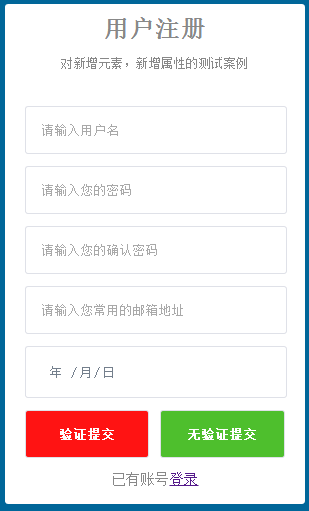 用户注册
对新增元素，新增属性的测试案例
请输入用户名
请输入您的密码
请输入您的确认密码
请输入您常用的邮箱地址
年 /月/日
验证提交
无验证提交
已有账号登录